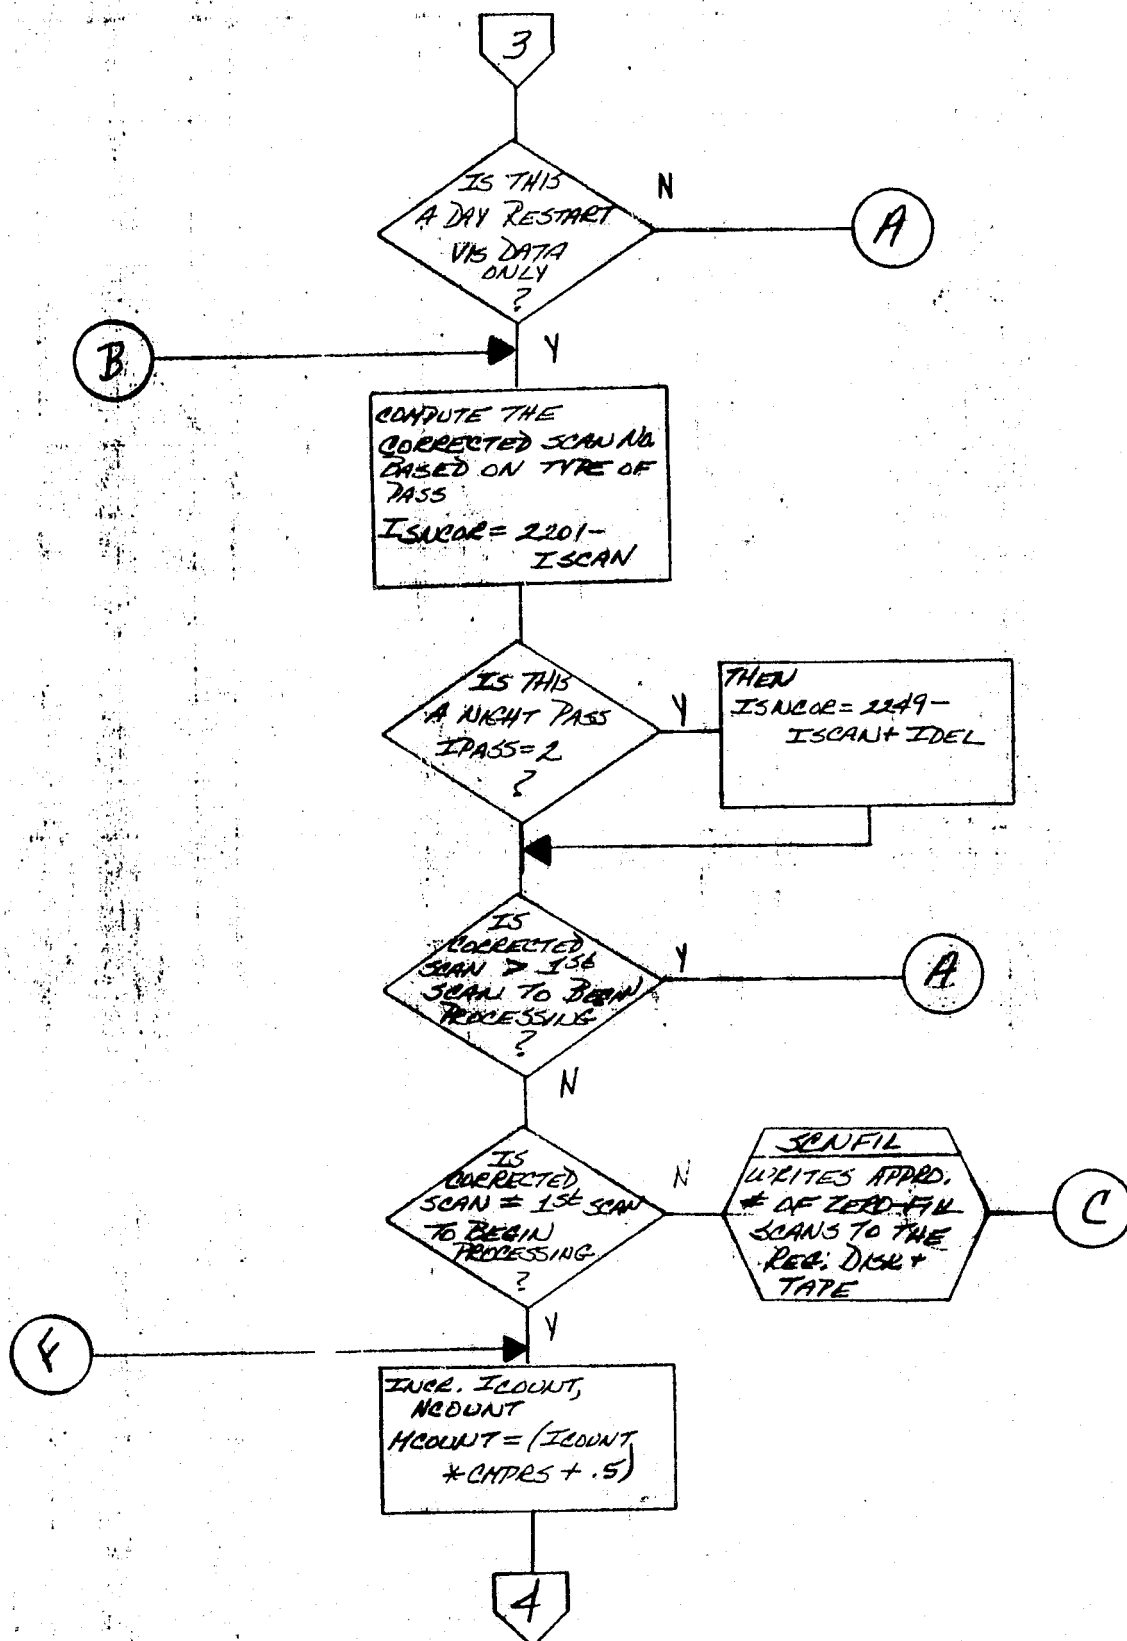 3
IS THIS
A DAY RESTART
VIS DATA
ONLY
?
N
A
B
Y
COMPUTE THE
CORRECTED SCAN NO.
BASED ON TYPE OF
PASS
ISNCOR = 2201-
ISCAN
IS THIS
A NIGHT PASS
IPASS=2
?
Y
THEN
ISNCOR = 2249-
ISCAN + IDEL
IS
CORRECTED
SCAN > 1st
SCAN TO BEGIN
PROCESSING
?
Y
A
N
IS
CORRECTED
SCAN = 1st SCAN
TO BEGIN
PROCESSING
?
N
SCNFIL
WRITES APPRO.
# OF ZERO-FILL
SCANS TO THE
REC. DISK +
TAPE
C
Y
F
INCR. ICOUNT,
NCOUNT
MCOUNT = (ICOUNT
* CMPRS + .5)
4